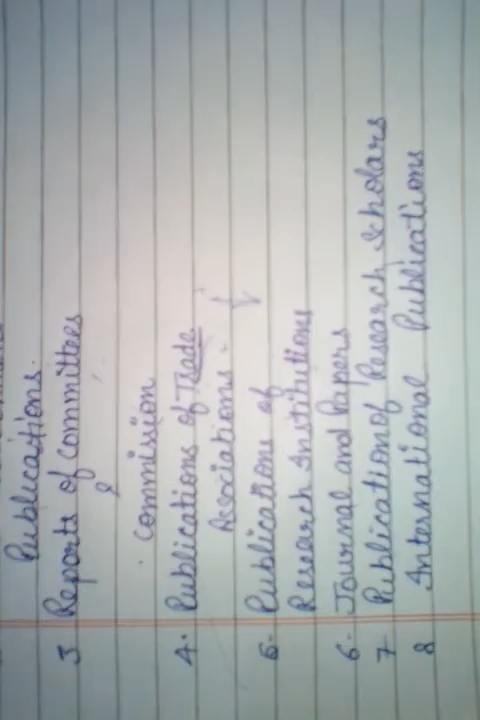 Publications.
3 Reports of committees
&
Commission
4. Publications of Trade
Associations.
5. Publications of
Research Institutions
6. Journal and Papers
7 Publication of Research Scholars
8 International Publications